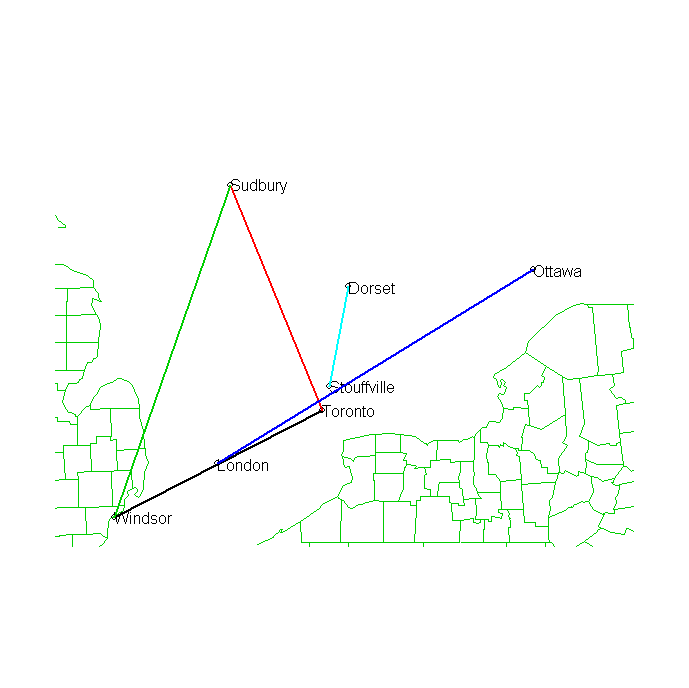 Sudbury
Ottawa
Dorset
Stouffville
Toronto
London
Windsor